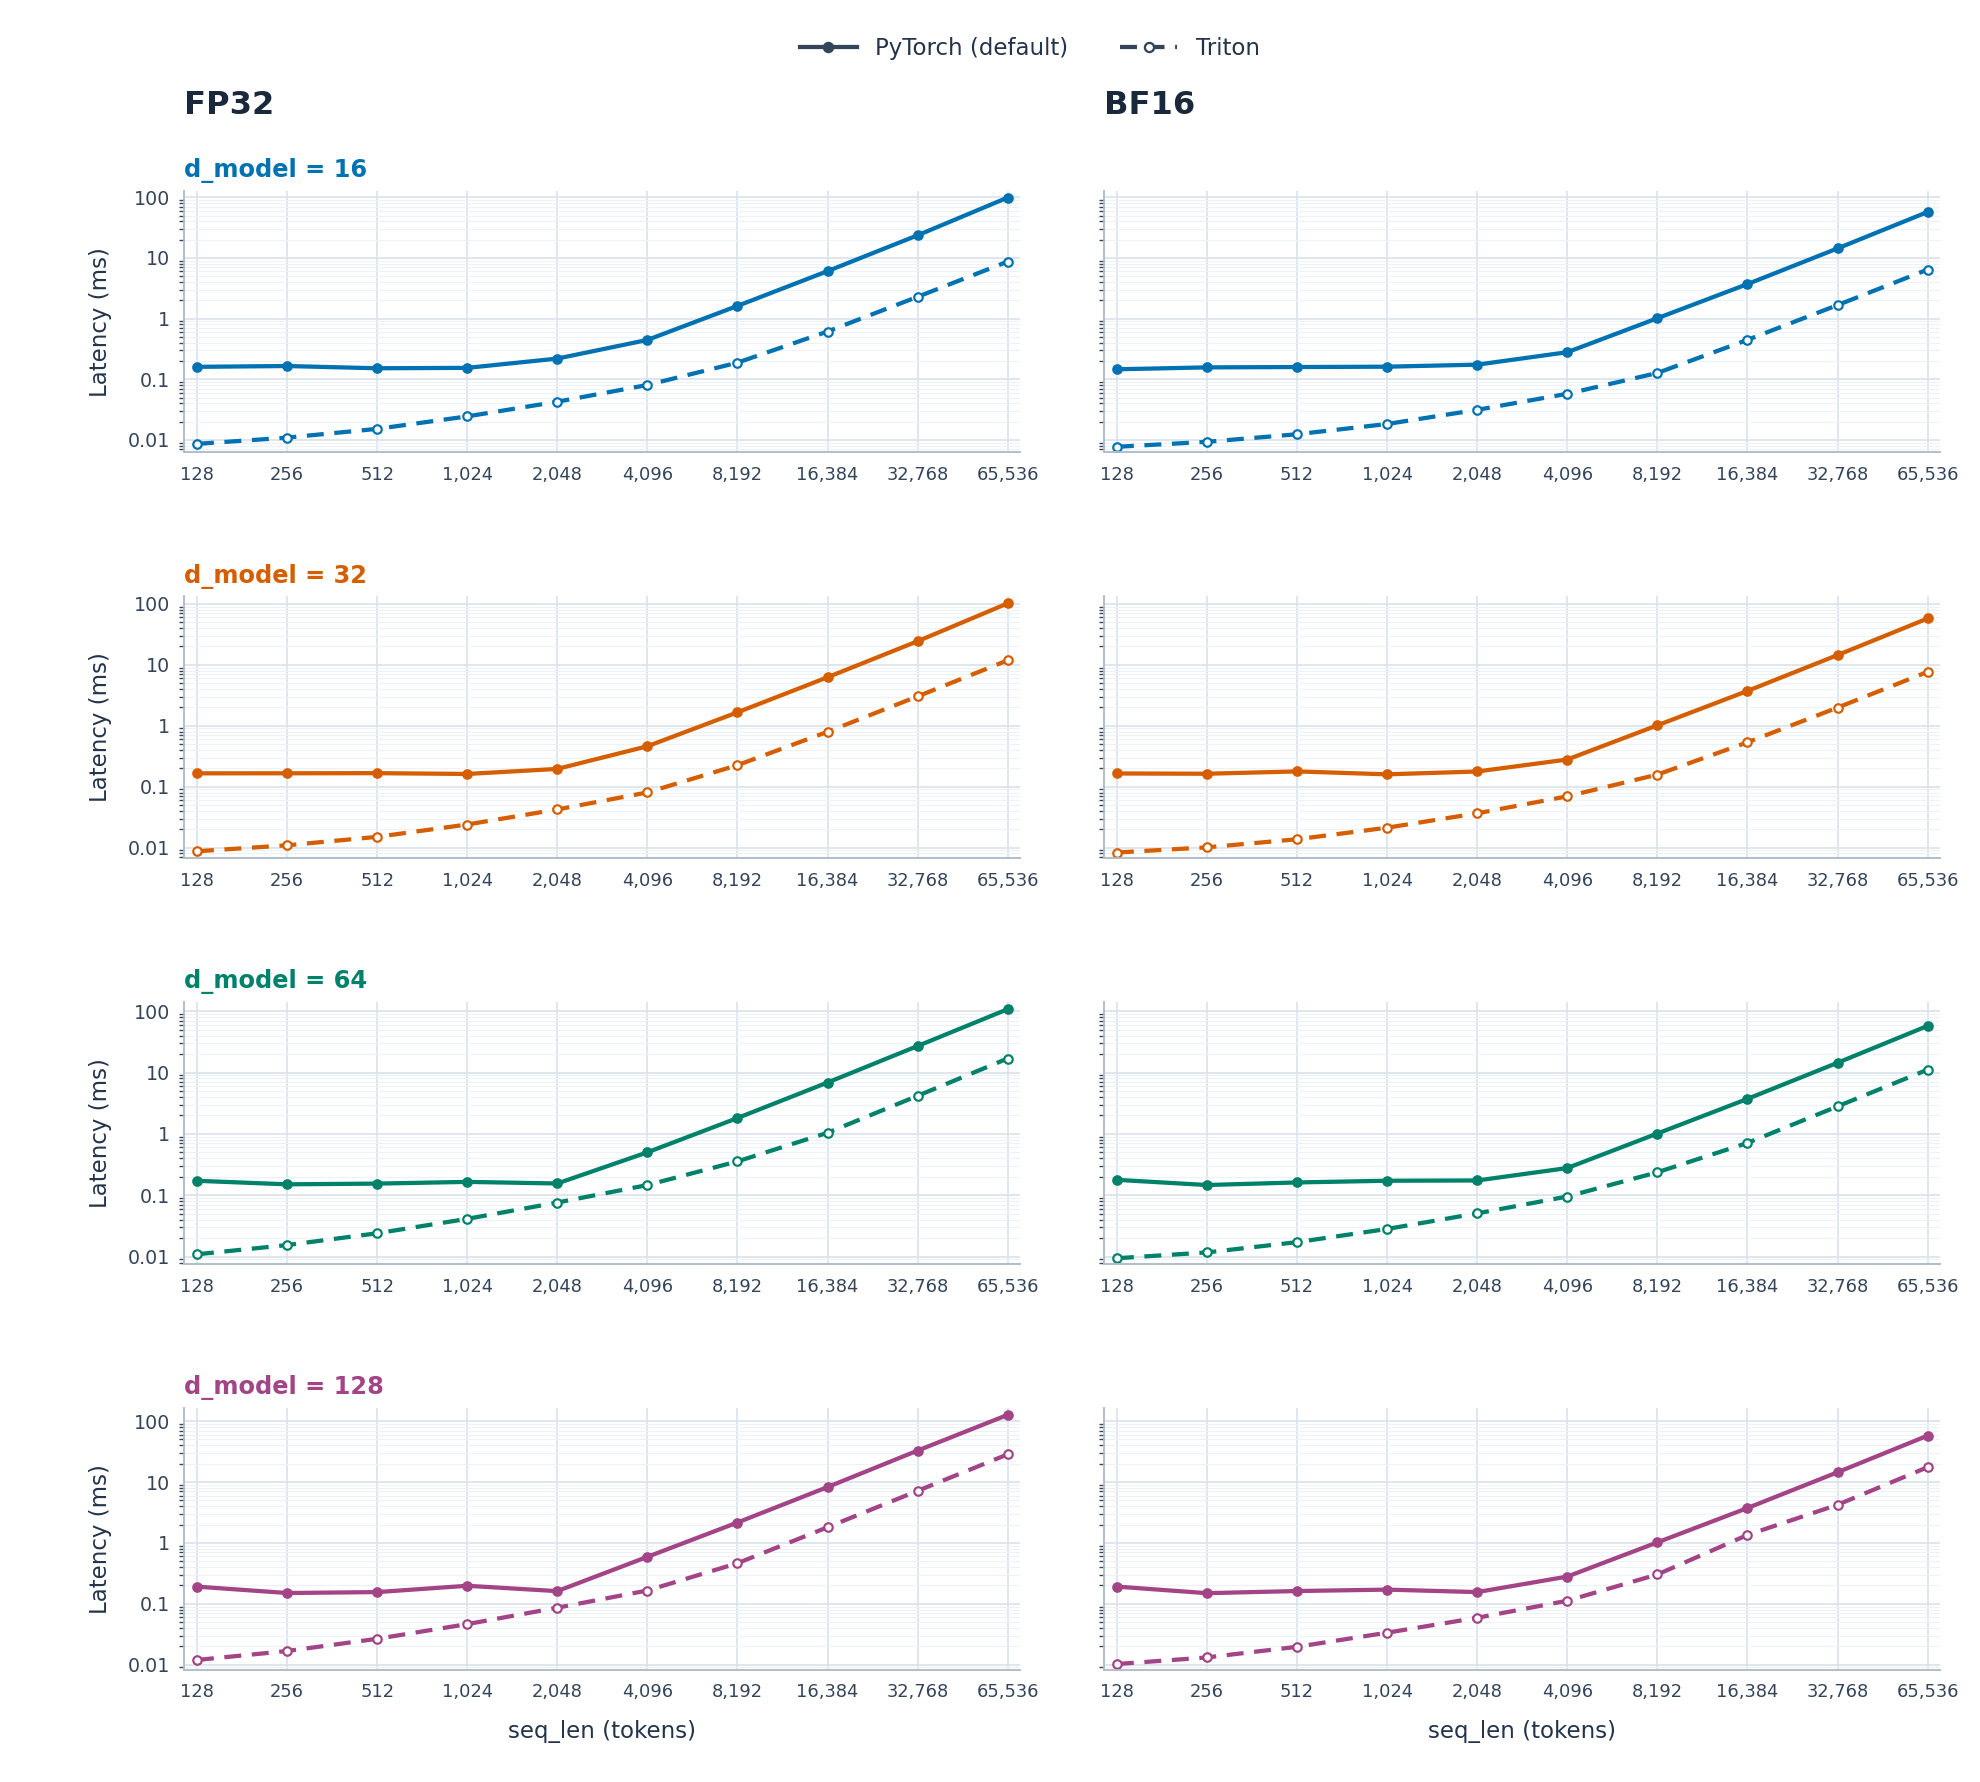 PyTorch (default) Triton
FP32 BF16
d_model = 16
Latency (ms)
100
10
1
0.1
0.01
128 256 512 1,024 2,048 4,096 8,192 16,384 32,768 65,536
128 256 512 1,024 2,048 4,096 8,192 16,384 32,768 65,536
d_model = 32
Latency (ms)
100
10
1
0.1
0.01
128 256 512 1,024 2,048 4,096 8,192 16,384 32,768 65,536
128 256 512 1,024 2,048 4,096 8,192 16,384 32,768 65,536
d_model = 64
Latency (ms)
100
10
1
0.1
0.01
128 256 512 1,024 2,048 4,096 8,192 16,384 32,768 65,536
128 256 512 1,024 2,048 4,096 8,192 16,384 32,768 65,536
d_model = 128
Latency (ms)
100
10
1
0.1
0.01
128 256 512 1,024 2,048 4,096 8,192 16,384 32,768 65,536
128 256 512 1,024 2,048 4,096 8,192 16,384 32,768 65,536
seq_len (tokens) seq_len (tokens)